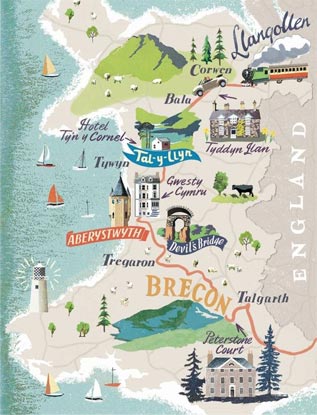 Llangollen
Corwen
Bala
Hotel
Tŷn y Cornel
Tal-y-Llyn
Tyddyn Llan
Tywyn
Gwesty
Cymru
ABERYSTWYTH
Devil's Bridge
ENGLAND
Tregaron
BRECON
Talgarth
Peterstone
Court